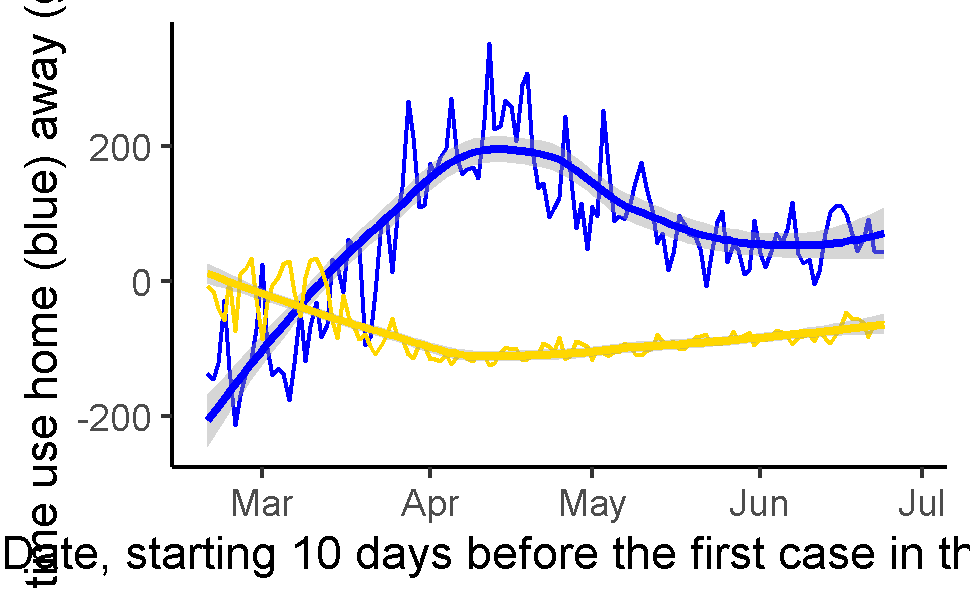 time use home (blue) away (
200
0
-200
Mar Apr May Jun Jul
Date, starting 10 days before the first case in th